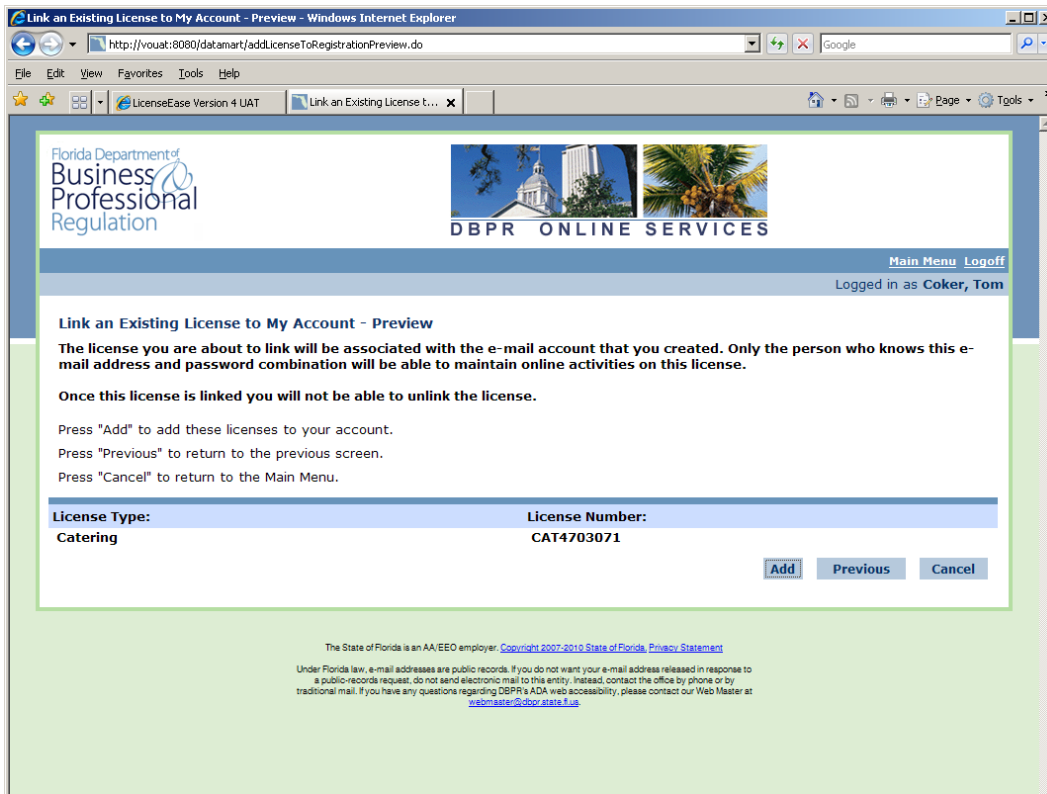 Link an Existing License to My Account - Preview - Windows Internet Explorer
http://vouat:8080/datamart/addLicenseToRegistrationPreview.do
Google
File Edit View Favorites Tools Help
LicenseEase Version 4 UAT
Link an Existing License t...
Page
Tools
Florida Department of
Business
Professional
Regulation
DBPR ONLINE SERVICES
Main Menu Logoff
Logged in as Coker, Tom
Link an Existing License to My Account - Preview
The license you are about to link will be associated with the e-mail account that you created. Only the person who knows this e-
mail address and password combination will be able to maintain online activities on this license.
Once this license is linked you will not be able to unlink the license.
Press "Add" to add these licenses to your account.
Press "Previous" to return to the previous screen.
Press "Cancel" to return to the Main Menu.
License Type: License Number:
Catering CAT4703071
Add Previous Cancel
The State of Florida is an AA/EEO employer. Copyright 2007-2010 State of Florida. Privacy Statement
Under Florida law, e-mail addresses are public records. If you do not want your e-mail address released in response to
a public-records request, do not send electronic mail to this entity. Instead, contact the office by phone or by
traditional mail. If you have any questions regarding DBPR's ADA web accessibility, please contact our Web Master at
webmaster@dbpr.state.fl.us.